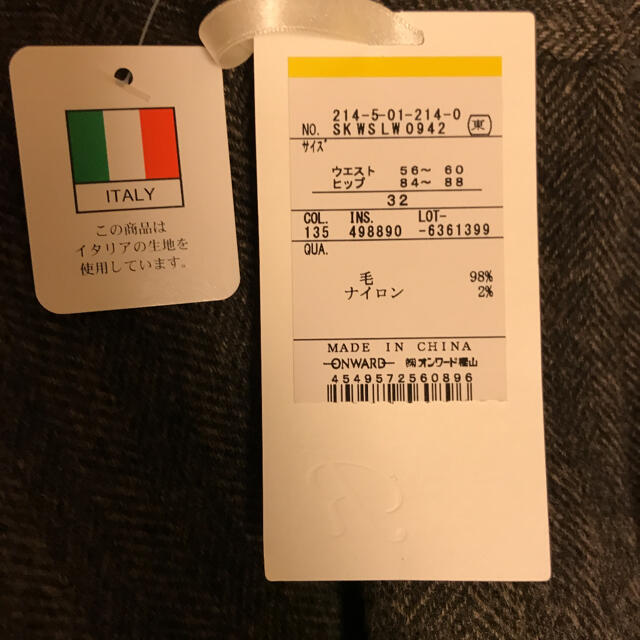 ITALY
この商品は
イタリアの生地を
使用しています。
214-5-01-214-0
NO. SKWSLW0942 東
サイズ
ウエスト 56～ 60
ヒップ 84～ 88
32
COL. INS. LOT-
135 498890 -6361399
QUA.
毛 98%
ナイロン 2%
MADE IN CHINA
ONWARD ㈱オンワード樫山
4549572560896